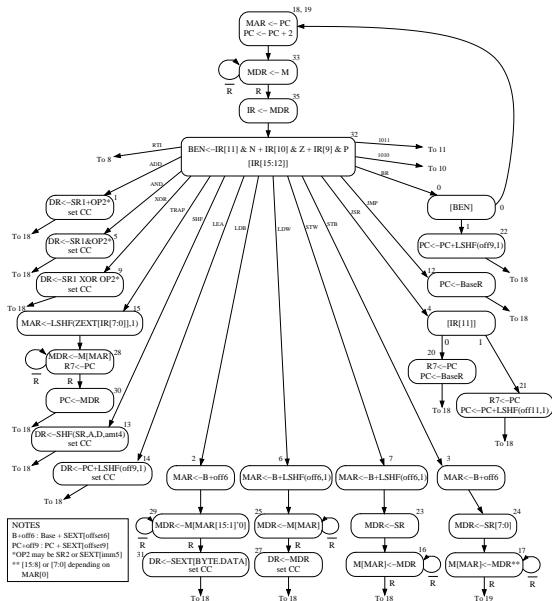 18, 19
MAR <- PC
PC <- PC + 2
33
MDR <- M
R
R
35
IR <- MDR
32
BEN<-IR[11] & N + IR[10] & Z + IR[9] & P
[IR[15:12]]
RTI
To 8
1011
To 11
1010
To 10
ADD
AND
XOR
TRAP
SHF
LEA
LDB
LDW
STW
STB
JSR
JMP
BR
1
DR<-SR1+OP2*
set CC
To 18
5
DR<-SR1&OP2*
set CC
To 18
9
DR<-SR1 XOR OP2*
set CC
To 18
15
MAR<-LSHF(ZEXT[IR[7:0]],1)
28
MDR<-M[MAR]
R7<-PC
R
R
30
PC<-MDR
To 18
13
DR<-SHF(SR,A,D,amt4)
set CC
To 18
14
DR<-PC+LSHF(off9,1)
set CC
To 18
0
[BEN]
0
1
22
PC<-PC+LSHF(off9,1)
To 18
12
PC<-BaseR
To 18
4
[IR[11]]
0
1
20
R7<-PC
PC<-BaseR
To 18
21
R7<-PC
PC<-PC+LSHF(off11,1)
To 18
2
MAR<-B+off6
6
MAR<-B+LSHF(off6,1)
7
MAR<-B+LSHF(off6,1)
3
MAR<-B+off6
29
MDR<-M[MAR[15:1]'0]
R
R
25
MDR<-M[MAR]
R
R
23
MDR<-SR
24
MDR<-SR[7:0]
31
DR<-SEXT[BYTE.DATA]
set CC
To 18
27
DR<-MDR
set CC
To 18
16
M[MAR]<-MDR
R
R
To 18
17
M[MAR]<-MDR**
R
R
To 19
NOTES
B+off6 : Base + SEXT[offset6]
PC+off9 : PC + SEXT[offset9]
*OP2 may be SR2 or SEXT[imm5]
** [15:8] or [7:0] depending on
MAR[0]